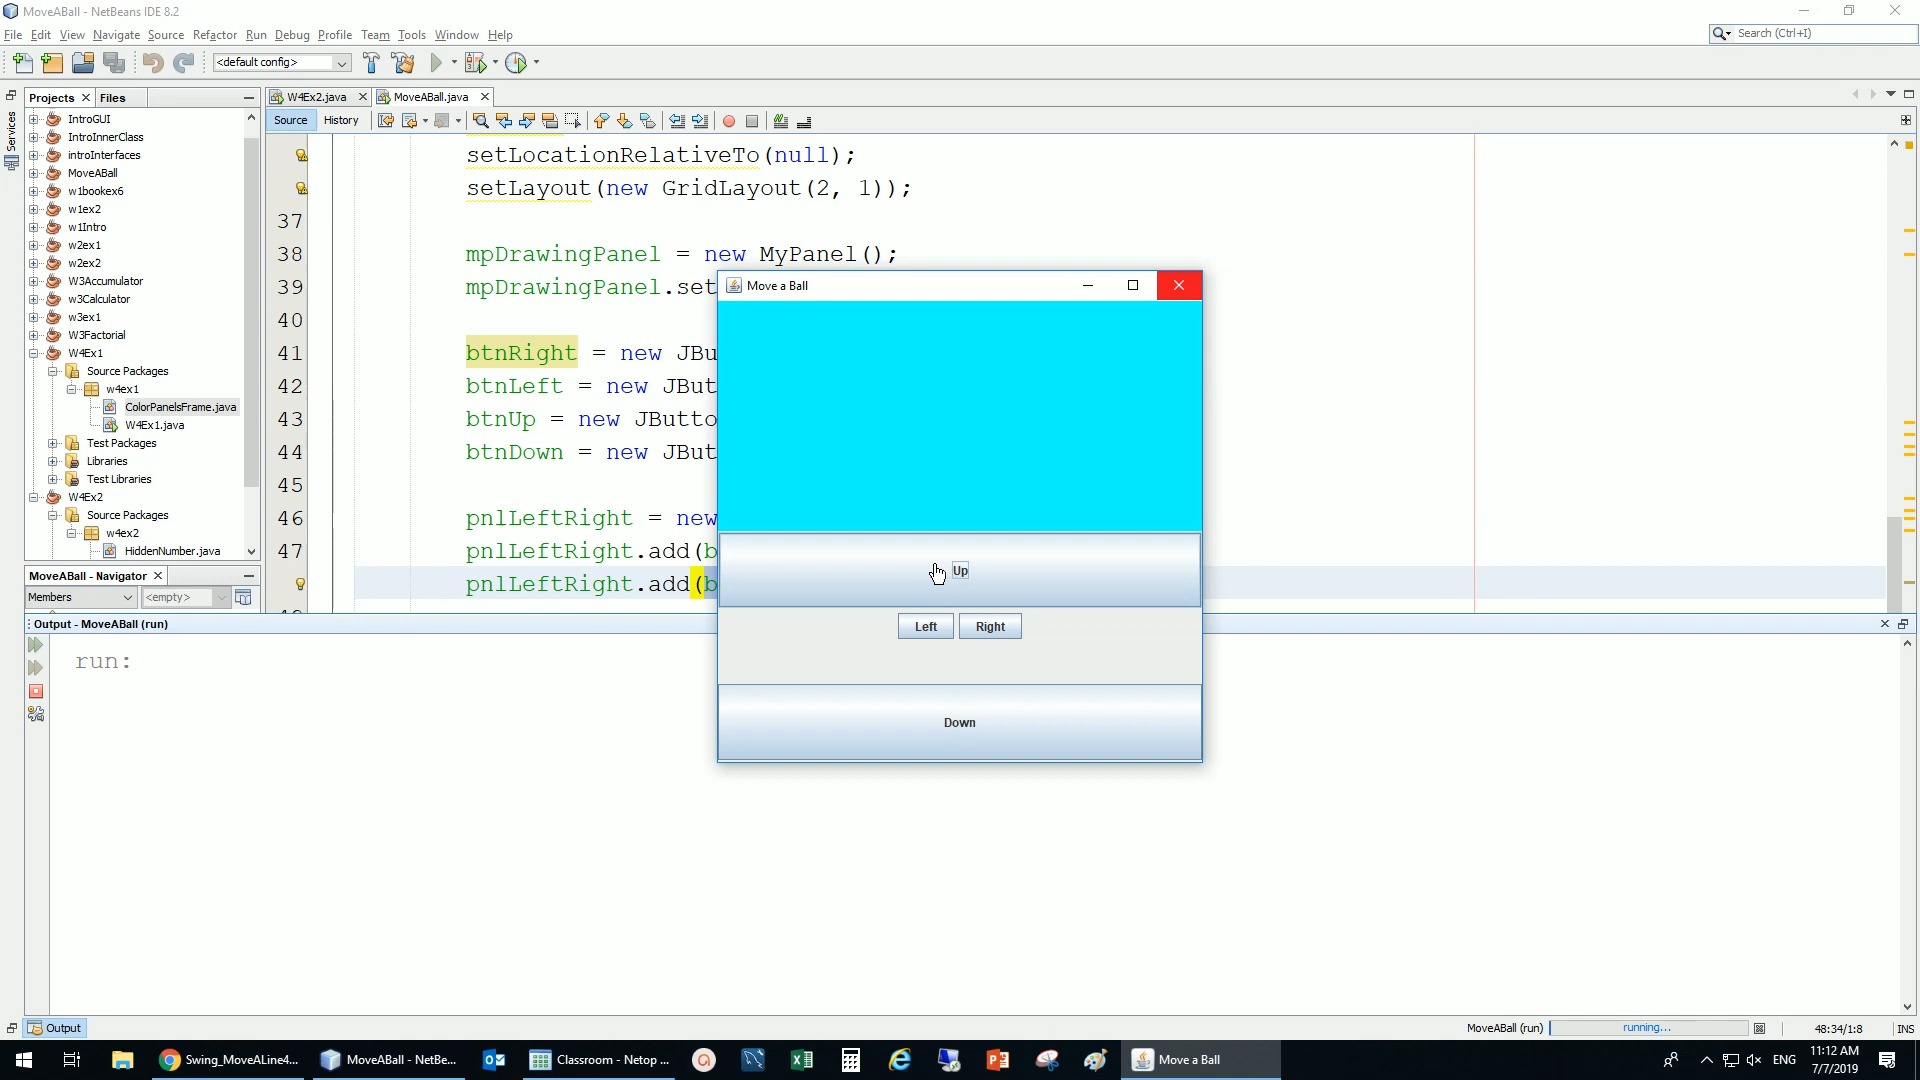 MoveABall - NetBeans IDE 8.2
File Edit View Navigate Source Refactor Run Debug Profile Team Tools Window Help
Search (Ctrl+I)
<default config>
Projects Files
W4Ex2.java MoveABall.java
Services
Source History
IntroGUI
IntroInnerClass
introInterfaces
MoveABall
w1bookex6
w1ex2
w1Intro
w2ex1
w2ex2
W3Accumulator
w3Calculator
w3ex1
W3Factorial
W4Ex1
Source Packages
w4ex1
ColorPanelsFrame.java
W4Ex1.java
Test Packages
Libraries
Test Libraries
W4Ex2
Source Packages
w4ex2
HiddenNumber.java
MoveABall - Navigator
Members <empty>
setLocationRelativeTo(null);
setLayout(new GridLayout(2, 1));
37
38 mpDrawingPanel = new MyPanel();
39 mpDrawingPanel.set
40
41 btnRight = new JBu
42 btnLeft = new JBut
43 btnUp = new JButto
44 btnDown = new JBut
45
46 pnlLeftRight = new
47 pnlLeftRight.add(b
pnlLeftRight.add(b
Move a Ball
Up
Left Right
Down
Output - MoveABall (run)
run:
Output
MoveABall (run) running... 48:34/1:8 INS
Swing_MoveALine4... MoveABall - NetBe... Classroom - Netop ... Move a Ball
ENG
11:12 AM
7/7/2019